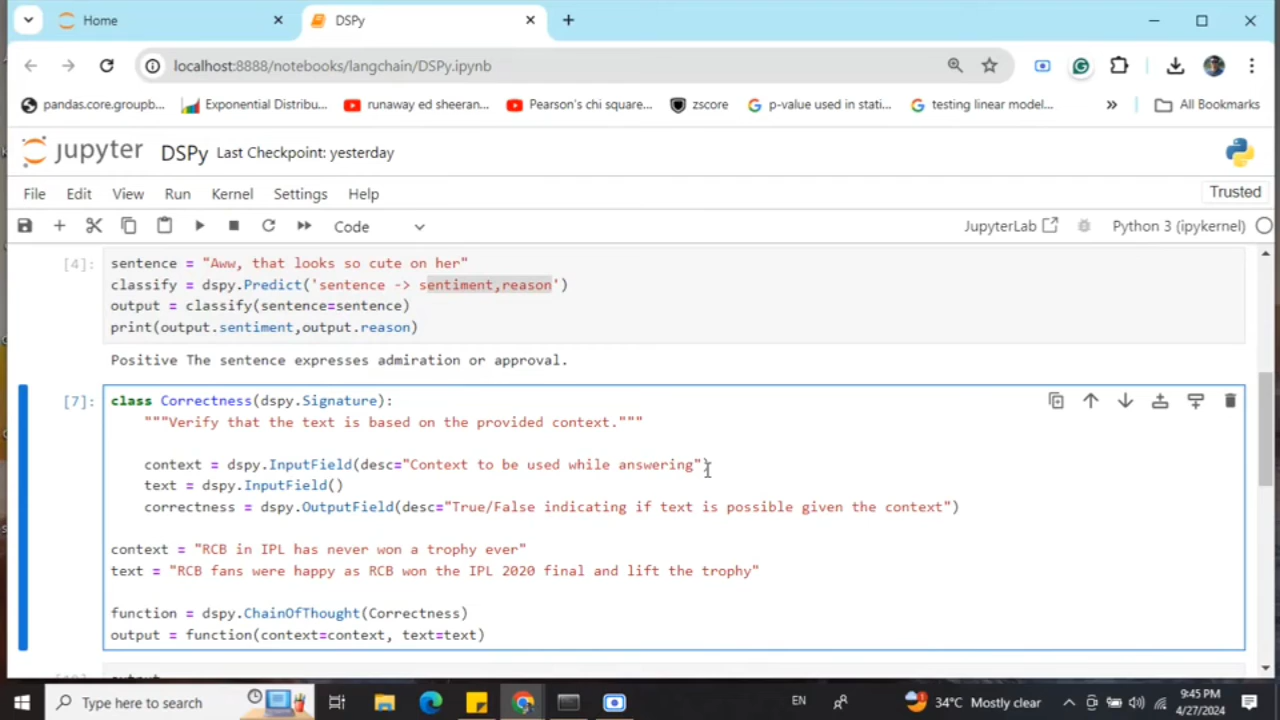 Home
DSPy
localhost:8888/notebooks/langchain/DSPy.ipynb
pandas.core.groupb...
Exponential Distribu...
runaway ed sheeran...
Pearson's chi square...
zscore
p-value used in stati...
testing linear model...
All Bookmarks
jupyter DSPy Last Checkpoint: yesterday
File Edit View Run Kernel Settings Help
Trusted
Code
JupyterLab
Python 3 (ipykernel)
[4]:
sentence = "Aww, that looks so cute on her"
classify = dspy.Predict('sentence -> sentiment,reason')
output = classify(sentence=sentence)
print(output.sentiment,output.reason)
Positive The sentence expresses admiration or approval.
[7]:
class Correctness(dspy.Signature):
"""Verify that the text is based on the provided context."""
context = dspy.InputField(desc="Context to be used while answering")
text = dspy.InputField()
correctness = dspy.OutputField(desc="True/False indicating if text is possible given the context")
context = "RCB in IPL has never won a trophy ever"
text = "RCB fans were happy as RCB won the IPL 2020 final and lift the trophy"
function = dspy.ChainOfThought(Correctness)
output = function(context=context, text=text)
Type here to search
EN
34°C Mostly clear
9:45 PM
4/27/2024